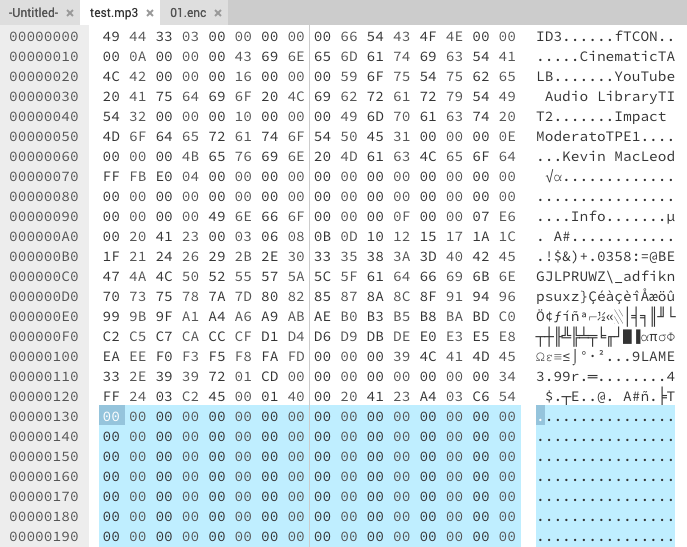 -Untitled- × test.mp3 × 01.enc ×
00000000 49 44 33 03 00 00 00 00 00 66 54 43 4F 4E 00 00 ID3......fTCON..
00000010 00 0A 00 00 00 43 69 6E 65 6D 61 74 69 63 54 41 .....CinematicTA
00000020 4C 42 00 00 00 16 00 00 00 59 6F 75 54 75 62 65 LB.......YouTube
00000030 20 41 75 64 69 6F 20 4C 69 62 72 61 72 79 54 49 Audio LibraryTI
00000040 54 32 00 00 00 10 00 00 00 49 6D 70 61 63 74 20 T2.......Impact
00000050 4D 6F 64 65 72 61 74 6F 54 50 45 31 00 00 00 0E ModeratoTPE1....
00000060 00 00 00 4B 65 76 69 6E 20 4D 61 63 4C 65 6F 64 ...Kevin MacLeod
00000070 FF FB E0 04 00 00 00 00 00 00 00 00 00 00 00 00 √α.............
00000080 00 00 00 00 00 00 00 00 00 00 00 00 00 00 00 00 ................
00000090 00 00 00 00 49 6E 66 6F 00 00 00 0F 00 00 07 E6 ....Info.......µ
000000A0 00 20 41 23 00 03 06 08 0B 0D 10 12 15 17 1A 1C . A#............
000000B0 1F 21 24 26 29 2B 2E 30 33 35 38 3A 3D 40 42 45 .!$&)+.0358:=@BE
000000C0 47 4A 4C 50 52 55 57 5A 5C 5F 61 64 66 69 6B 6E GJLPRUWZ\_adfikn
000000D0 70 73 75 78 7A 7D 80 82 85 87 8A 8C 8F 91 94 96 psuxz}ÇéàçèîÅæöû
000000E0 99 9B 9F A1 A4 A6 A9 AB AE B0 B3 B5 B8 BA BD C0 Ö¢ƒíñª⌐½«░│╡╕║╜└
000000F0 C2 C5 C7 CA CC CF D1 D4 D6 D9 DB DE E0 E3 E5 E8 ┬┼╟╩╠╧╤╘╓┘█▐απσΦ
00000100 EA EE F0 F3 F5 F8 FA FD 00 00 00 39 4C 41 4D 45 Ωε≡≤⌡°·²...9LAME
00000110 33 2E 39 39 72 01 CD 00 00 00 00 00 00 00 00 34 3.99r.═........4
00000120 FF 24 03 C2 45 00 01 40 00 20 41 23 A4 03 C6 54 $.┬E..@. A#ñ.╞T
00000130 00 00 00 00 00 00 00 00 00 00 00 00 00 00 00 00 ................
00000140 00 00 00 00 00 00 00 00 00 00 00 00 00 00 00 00 ................
00000150 00 00 00 00 00 00 00 00 00 00 00 00 00 00 00 00 ................
00000160 00 00 00 00 00 00 00 00 00 00 00 00 00 00 00 00 ................
00000170 00 00 00 00 00 00 00 00 00 00 00 00 00 00 00 00 ................
00000180 00 00 00 00 00 00 00 00 00 00 00 00 00 00 00 00 ................
00000190 00 00 00 00 00 00 00 00 00 00 00 00 00 00 00 00 ................